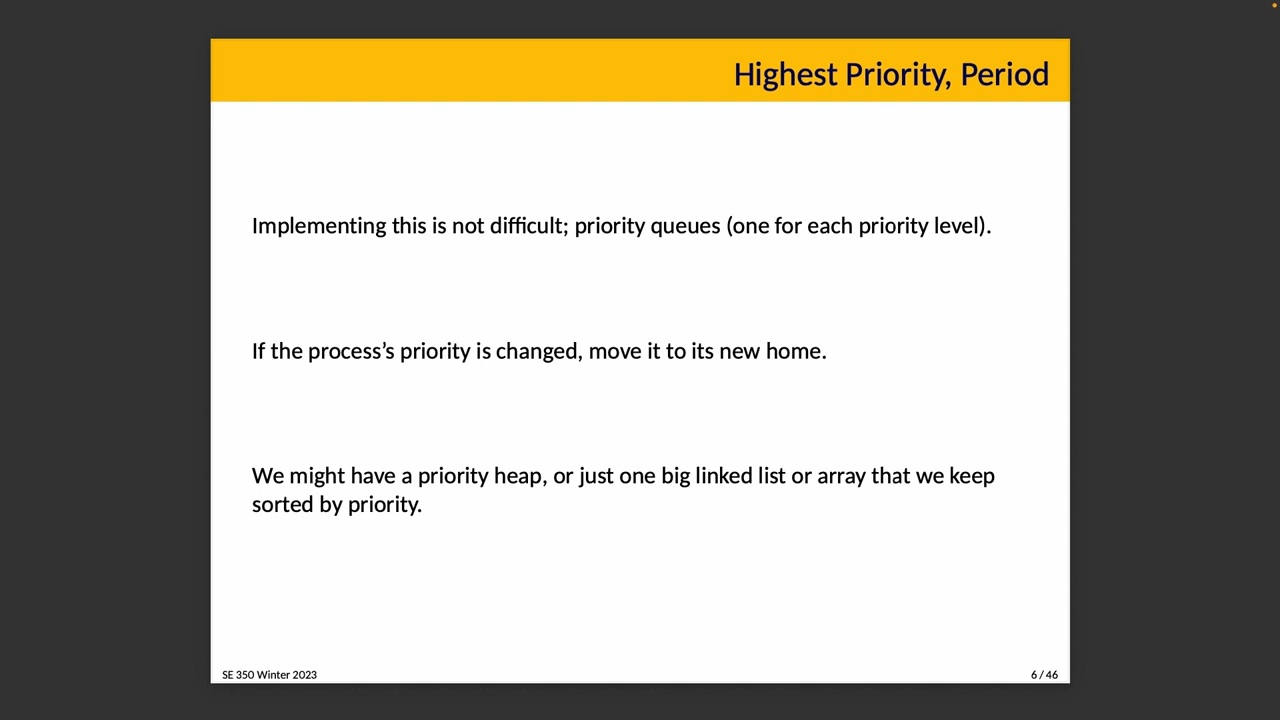 Highest Priority, Period
Implementing this is not difficult; priority queues (one for each priority level).
If the process’s priority is changed, move it to its new home.
We might have a priority heap, or just one big linked list or array that we keep
sorted by priority.
SE 350 Winter 2023
6 / 46